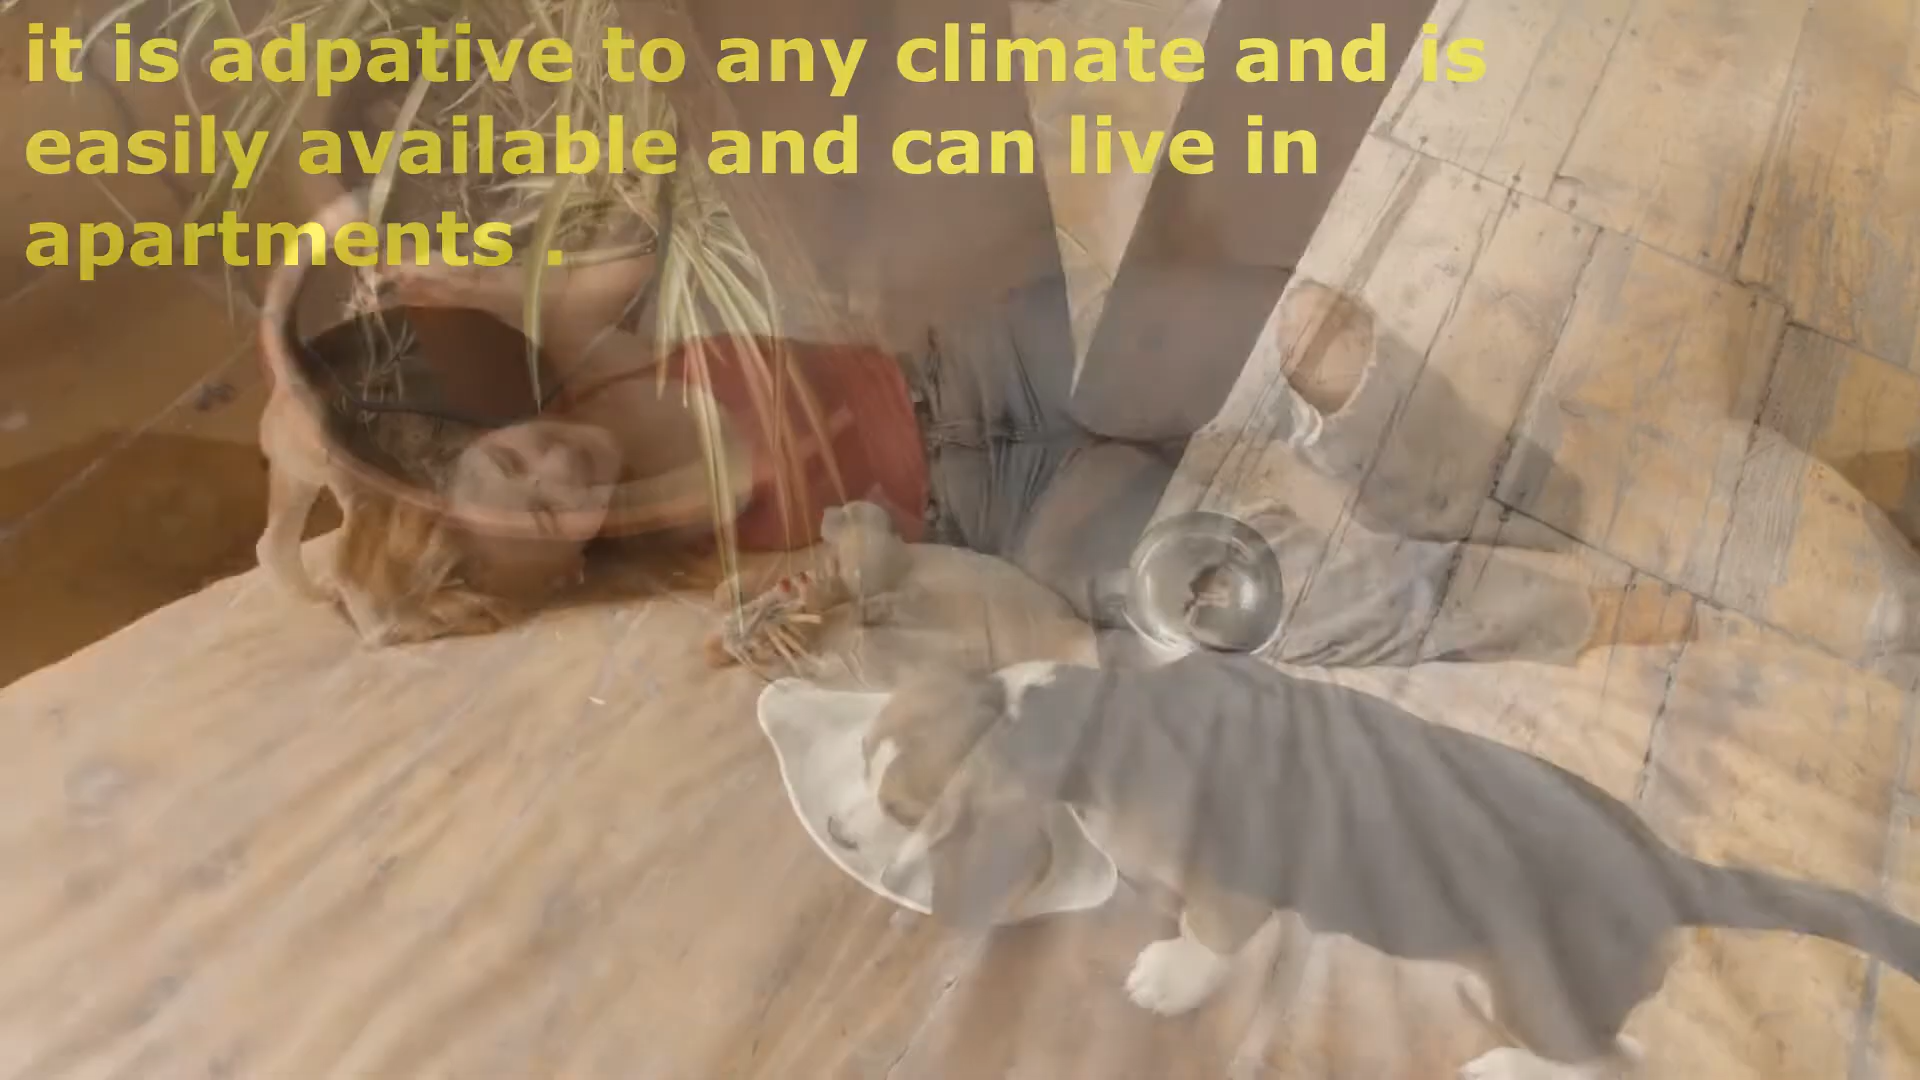 it is adpative to any climate and is
easily available and can live in
apartments .